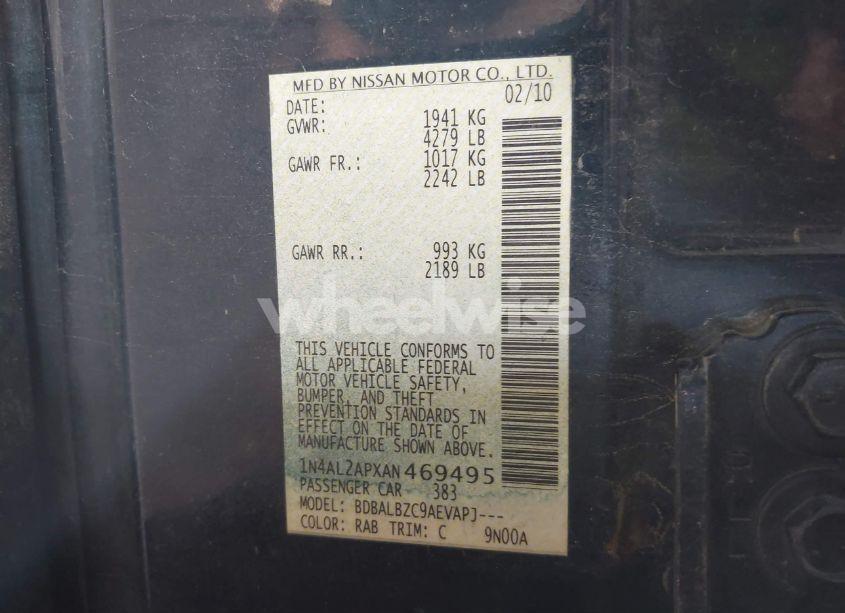 MFD BY NISSAN MOTOR CO., LTD.
DATE: 02/10
GVWR: 1941 KG
4279 LB
GAWR FR.: 1017 KG
2242 LB
GAWR RR.: 993 KG
2189 LB
wheelwise
THIS VEHICLE CONFORMS TO
ALL APPLICABLE FEDERAL
MOTOR VEHICLE SAFETY,
BUMPER, AND THEFT
PREVENTION STANDARDS IN
EFFECT ON THE DATE OF
MANUFACTURE SHOWN ABOVE.
1N4AL2APXAN469495
PASSENGER CAR 383
MODEL: BDBALBZC9AEVAPJ---
COLOR: RAB TRIM: C 9N00A